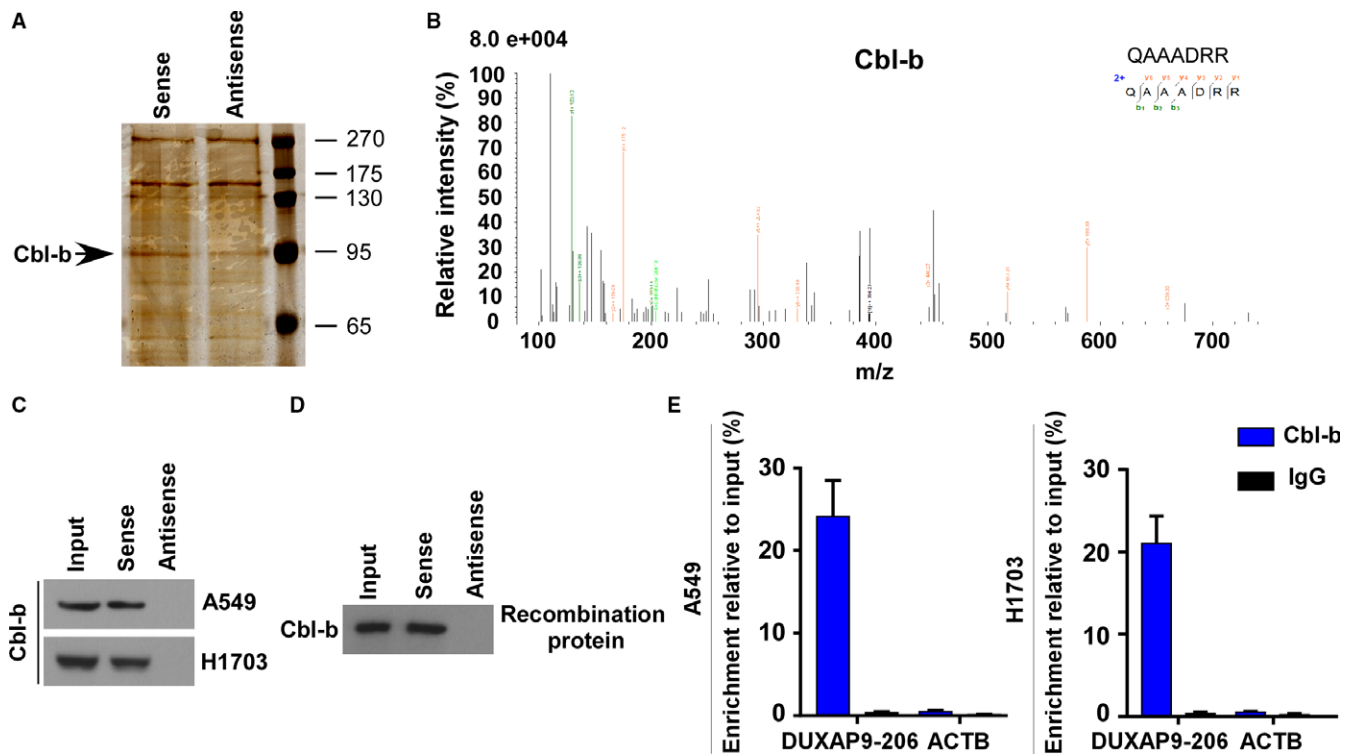 A
Sense
Antisense
270
175
130
95
65
Cbl-b
B
8.0 e+004
Cbl-b
QAAADRR
2+
Q A A A D R R
Relative intensity (%)
100
90
80
70
60
50
40
30
20
10
0
100 200 300 400 500 600 700
m/z
C
Input
Sense
Antisense
Cbl-b
A549
H1703
D
Input
Sense
Antisense
Cbl-b
Recombination
protein
E
A549
Enrichment relative to input (%)
30
20
10
0
DUXAP9-206 ACTB
H1703
Enrichment relative to input (%)
30
20
10
0
DUXAP9-206 ACTB
Cbl-b
IgG